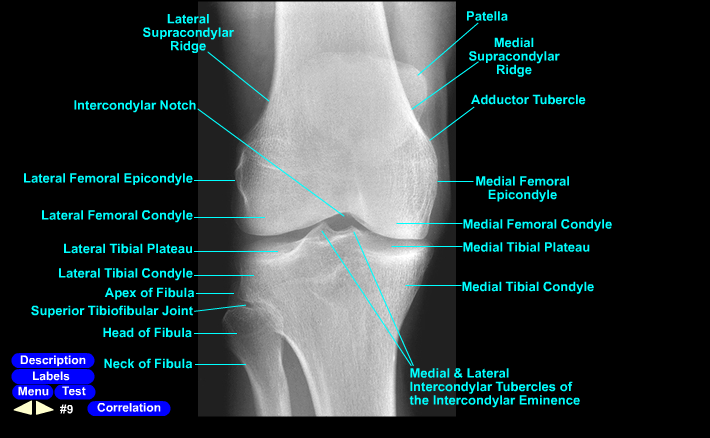 Lateral
Supracondylar
Ridge
Patella
Medial
Supracondylar
Ridge
Intercondylar Notch
Adductor Tubercle
Lateral Femoral Epicondyle
Medial Femoral
Epicondyle
Lateral Femoral Condyle
Medial Femoral Condyle
Lateral Tibial Plateau
Medial Tibial Plateau
Lateral Tibial Condyle
Medial Tibial Condyle
Apex of Fibula
Superior Tibiofibular Joint
Head of Fibula
Neck of Fibula
Medial & Lateral
Intercondylar Tubercles of
the Intercondylar Eminence
Description
Labels
Menu Test
#9 Correlation